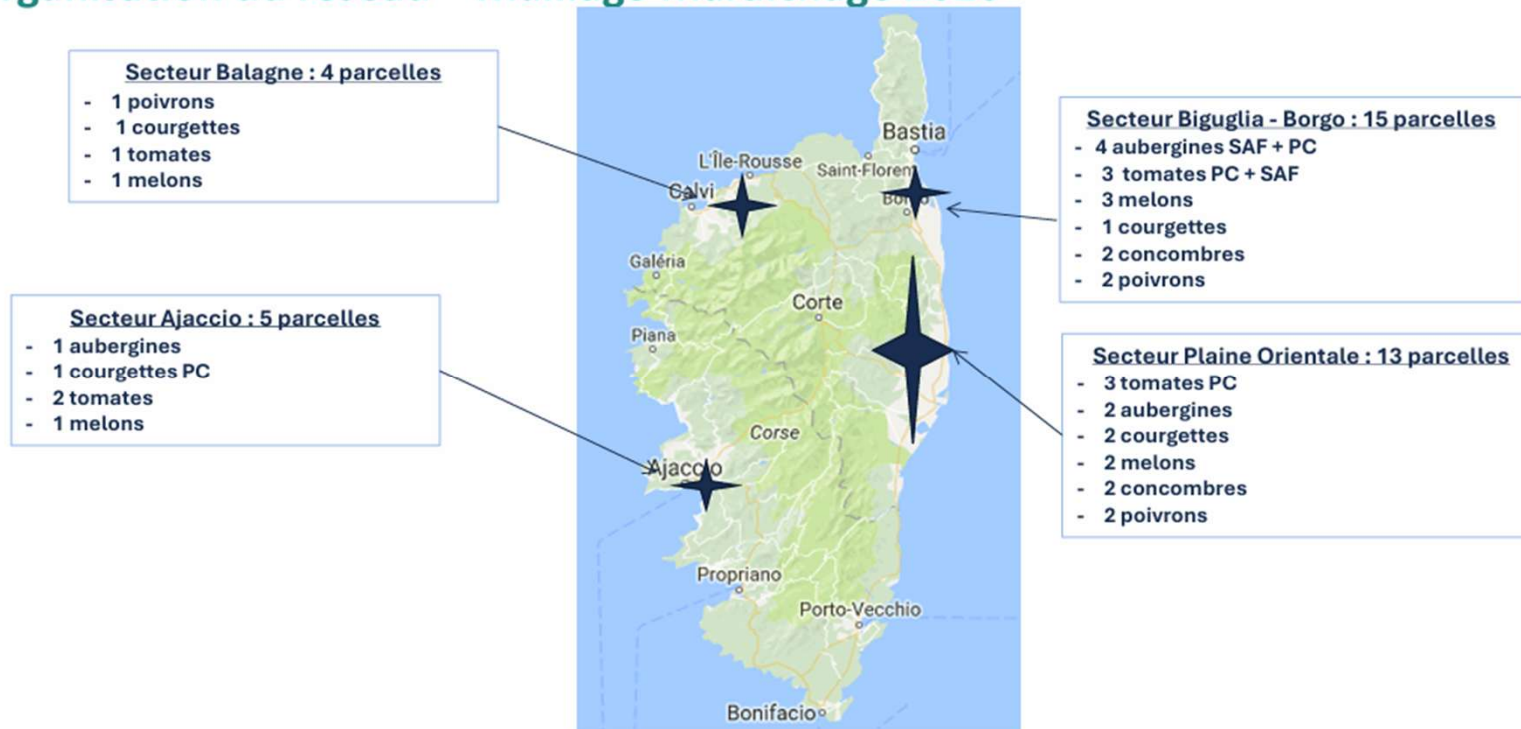 Secteur Balagne : 4 parcelles
- 1 poivrons
- 1 courgettes
- 1 tomates
- 1 melons
Secteur Biguglia - Borgo : 15 parcelles
- 4 aubergines SAF + PC
- 3 tomates PC + SAF
- 3 melons
- 1 courgettes
- 2 concombres
- 2 poivrons
Secteur Ajaccio : 5 parcelles
- 1 aubergines
- 1 courgettes PC
- 2 tomates
- 1 melons
Secteur Plaine Orientale : 13 parcelles
- 3 tomates PC
- 2 aubergines
- 2 courgettes
- 2 melons
- 2 concombres
- 2 poivrons
Bastia
L'Île-Rousse
Saint-Floren
Calvi
Galéria
Corte
Piana
Corse
Ajaccio
Propriano
Porto-Vecchio
Bonifacio